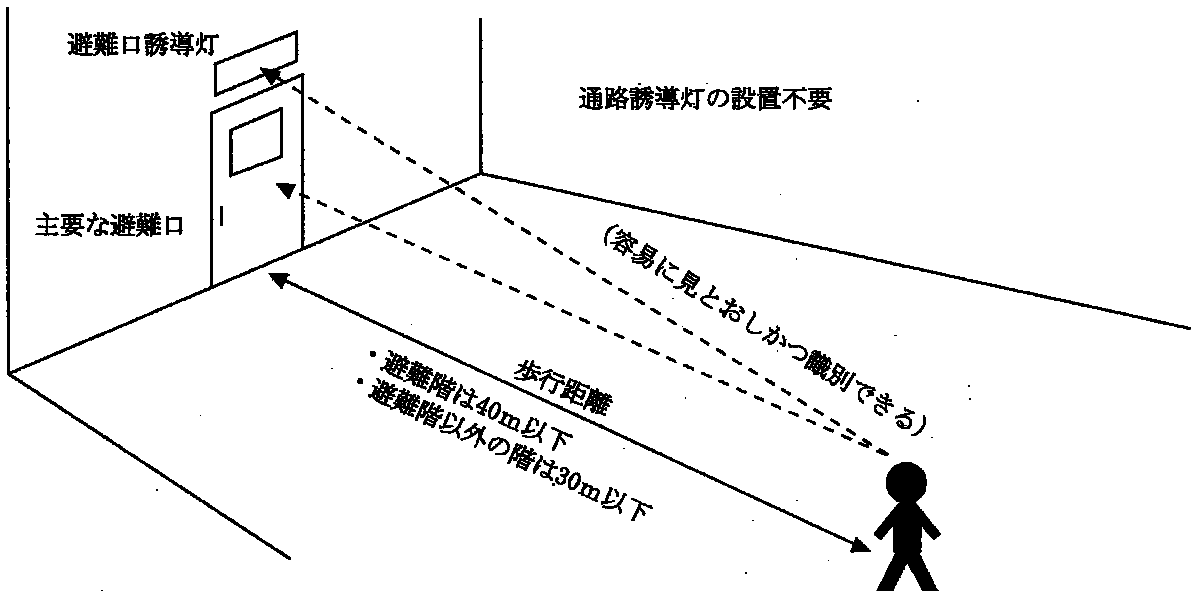 避難口誘導灯
通路誘導灯の設置不要
主要な避難口
（容易に見とおしかつ識別できる）
歩行距離
・避難階は40m以下
・避難階以外の階は30m以下